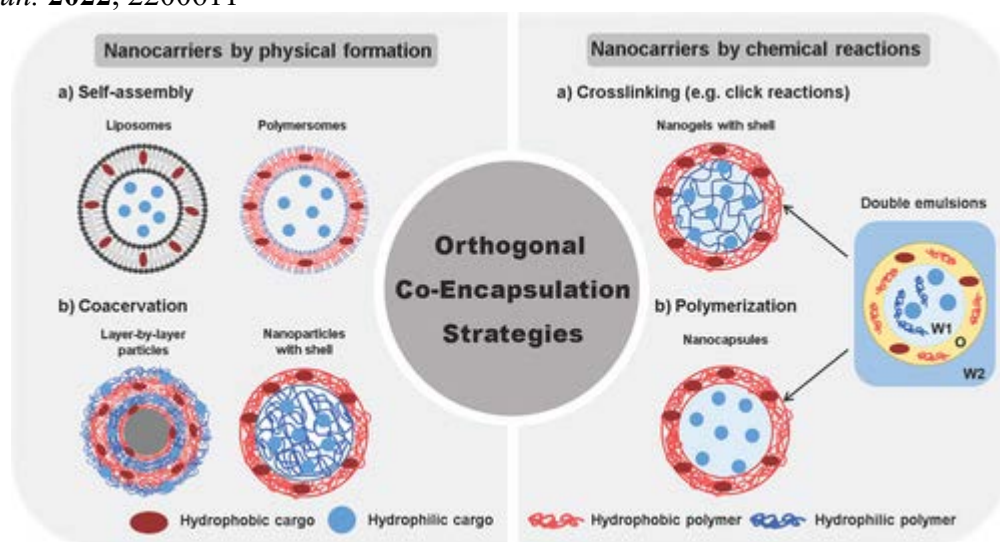 2022, 2200611
Nanocarriers by physical formation
a) Self-assembly
Liposomes
Polymersomes
b) Coacervation
Layer-by-layer
particles
Nanoparticles
with shell
Orthogonal
Co-Encapsulation
Strategies
Nanocarriers by chemical reactions
a) Crosslinking (e.g. click reactions)
Nanogels with shell
Double emulsions
W1
O
W2
b) Polymerization
Nanocapsules
Hydrophobic cargo
Hydrophilic cargo
Hydrophobic polymer
Hydrophilic polymer